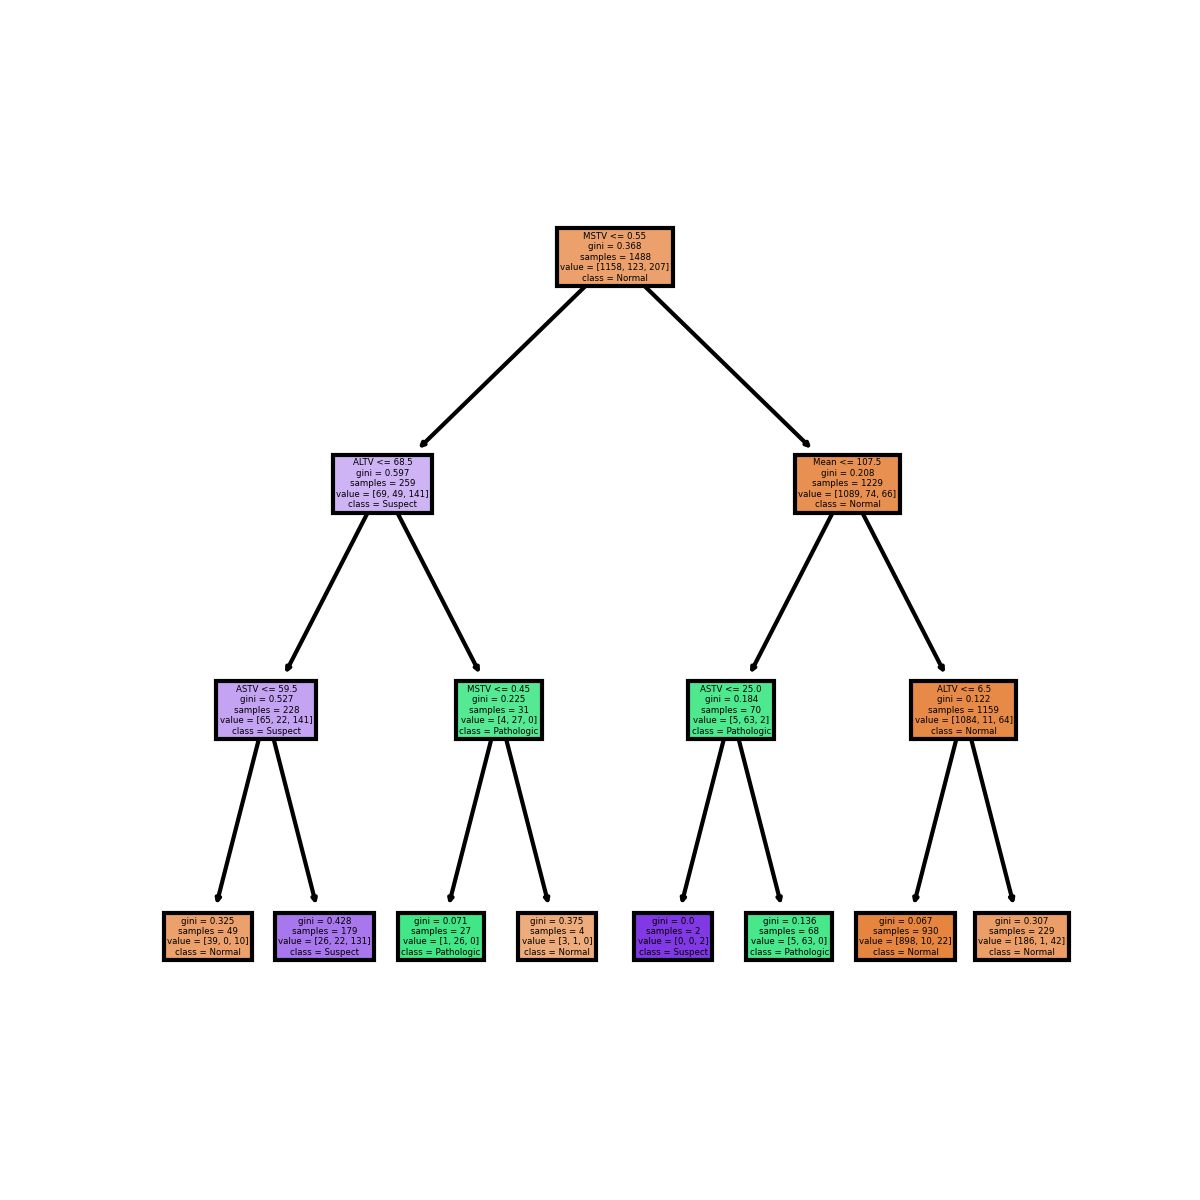 MSTV <= 0.55
gini = 0.368
samples = 1488
value = [1158, 123, 207]
class = Normal
ALTV <= 68.5
gini = 0.597
samples = 259
value = [69, 49, 141]
class = Suspect
Mean <= 107.5
gini = 0.208
samples = 1229
value = [1089, 74, 66]
class = Normal
ASTV <= 59.5
gini = 0.527
samples = 228
value = [65, 22, 141]
class = Suspect
MSTV <= 0.45
gini = 0.225
samples = 31
value = [4, 27, 0]
class = Pathologic
ASTV <= 25.0
gini = 0.184
samples = 70
value = [5, 63, 2]
class = Pathologic
ALTV <= 6.5
gini = 0.122
samples = 1159
value = [1084, 11, 64]
class = Normal
gini = 0.325
samples = 49
value = [39, 0, 10]
class = Normal
gini = 0.428
samples = 179
value = [26, 22, 131]
class = Suspect
gini = 0.071
samples = 27
value = [1, 26, 0]
class = Pathologic
gini = 0.375
samples = 4
value = [3, 1, 0]
class = Normal
gini = 0.0
samples = 2
value = [0, 0, 2]
class = Suspect
gini = 0.136
samples = 68
value = [5, 63, 0]
class = Pathologic
gini = 0.067
samples = 930
value = [898, 10, 22]
class = Normal
gini = 0.307
samples = 229
value = [186, 1, 42]
class = Normal